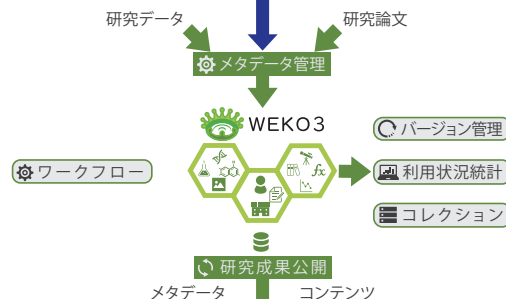 研究データ
研究論文
メタデータ管理
WEKO3
バージョン管理
ワークフロー
利用状況統計
fx
コレクション
研究成果公開
メタデータ
コンテンツ